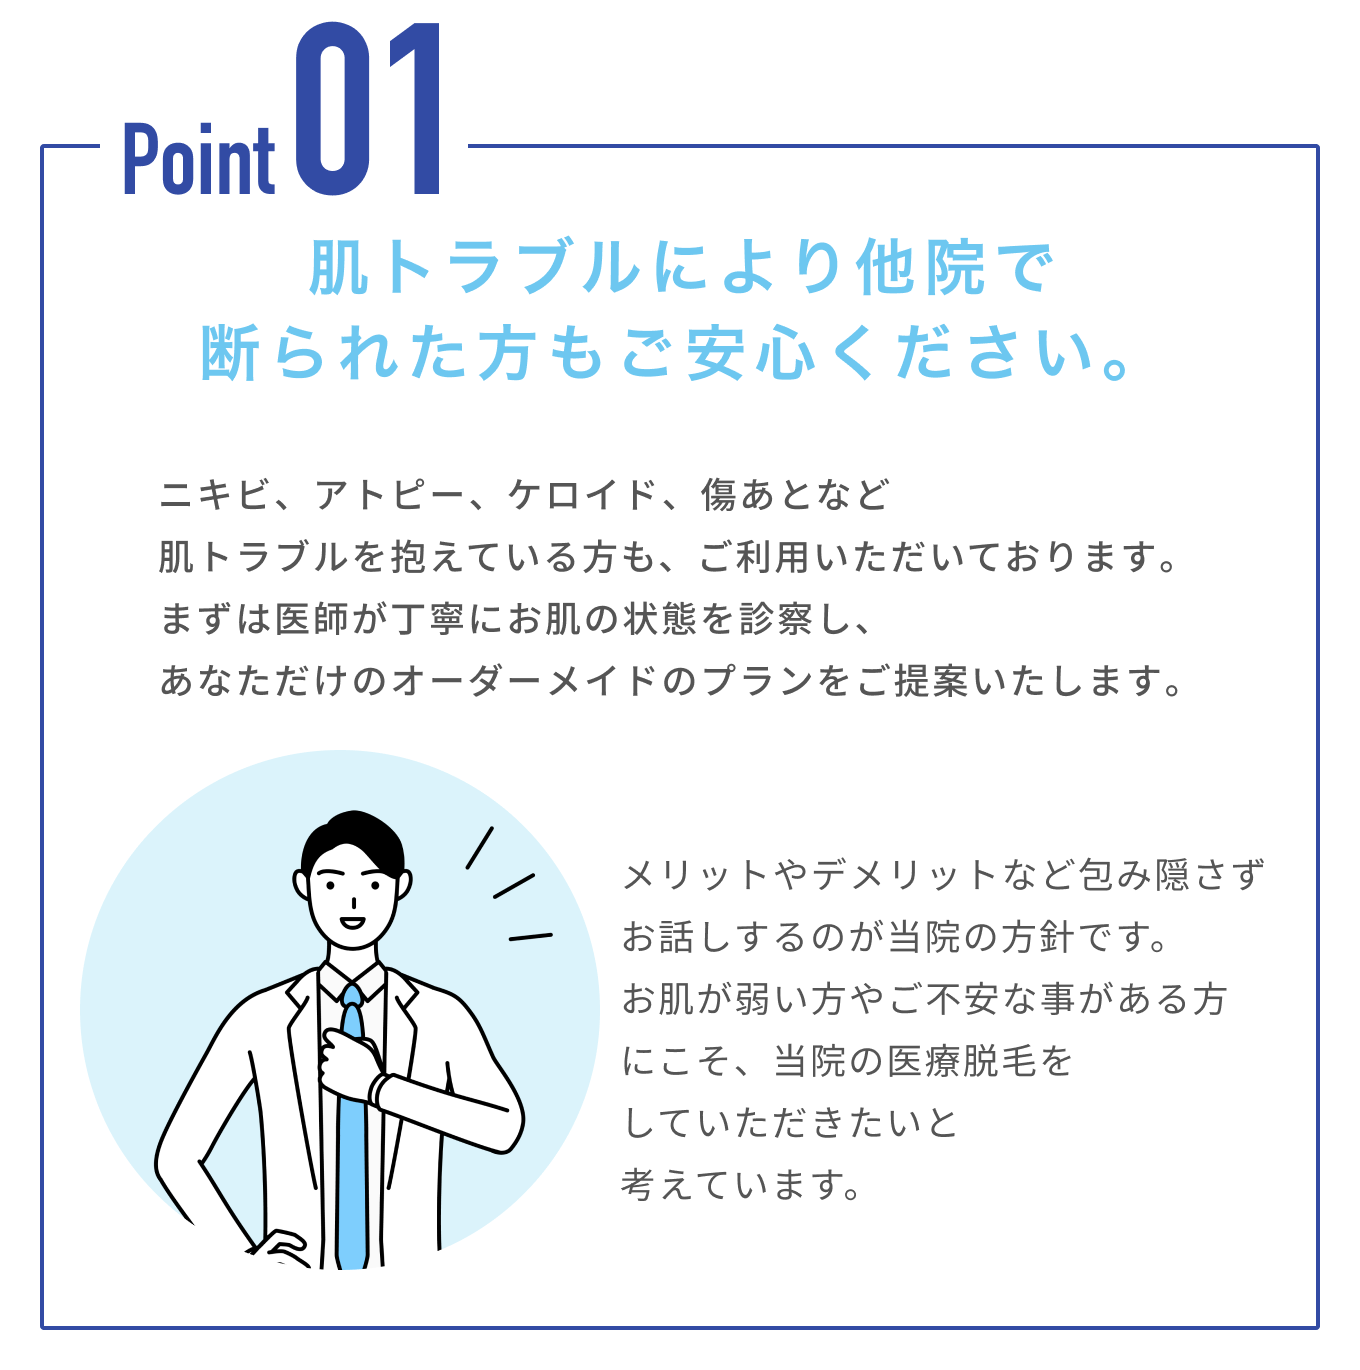 Point 01
肌トラブルにより他院で
断られた方もご安心ください。
ニキビ、アトピー、ケロイド、傷あとなど
肌トラブルを抱えている方も、ご利用いただいております。
まずは医師が丁寧にお肌の状態を診察し、
あなただけのオーダーメイドのプランをご提案いたします。
メリットやデメリットなど包み隠さず
お話しするのが当院の方針です。
お肌が弱い方やご不安な事がある方
にこそ、当院の医療脱毛を
していただきたいと
考えています。